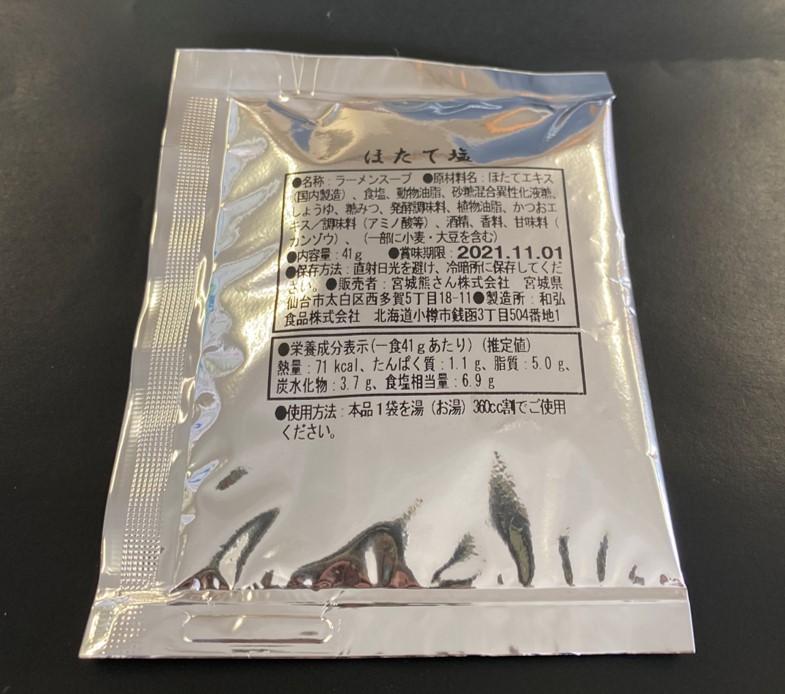 ほたて塩
●名称:ラーメンスープ ●原材料名:ほたてエキス
(国内製造)、食塩、動物油脂、砂糖混合異性化液糖、
しょうゆ、糖みつ、発酵調味料、植物油脂、かつおエ
キス/調味料(アミノ酸等)、酒精、香料、甘味料(
カンゾウ)、(一部に小麦・大豆を含む)
●内容量:41g ●賞味期限:2021.11.01
●保存方法:直射日光を避け、冷暗所に保存してくだ
さい。●販売者:宮城熊さん株式会社 宮城県
仙台市太白区西多賀5丁目18-11●製造所:和弘
食品株式会社 北海道小樽市銭函3丁目504番地1
●栄養成分表示(一食41gあたり)(推定値)
熱量:71kcal、たんぱく質:1.1g、脂質:5.0g、
炭水化物:3.7g、食塩相当量:6.9g
●使用方法:本品1袋を湯(お湯)360cc割でご使用
ください。